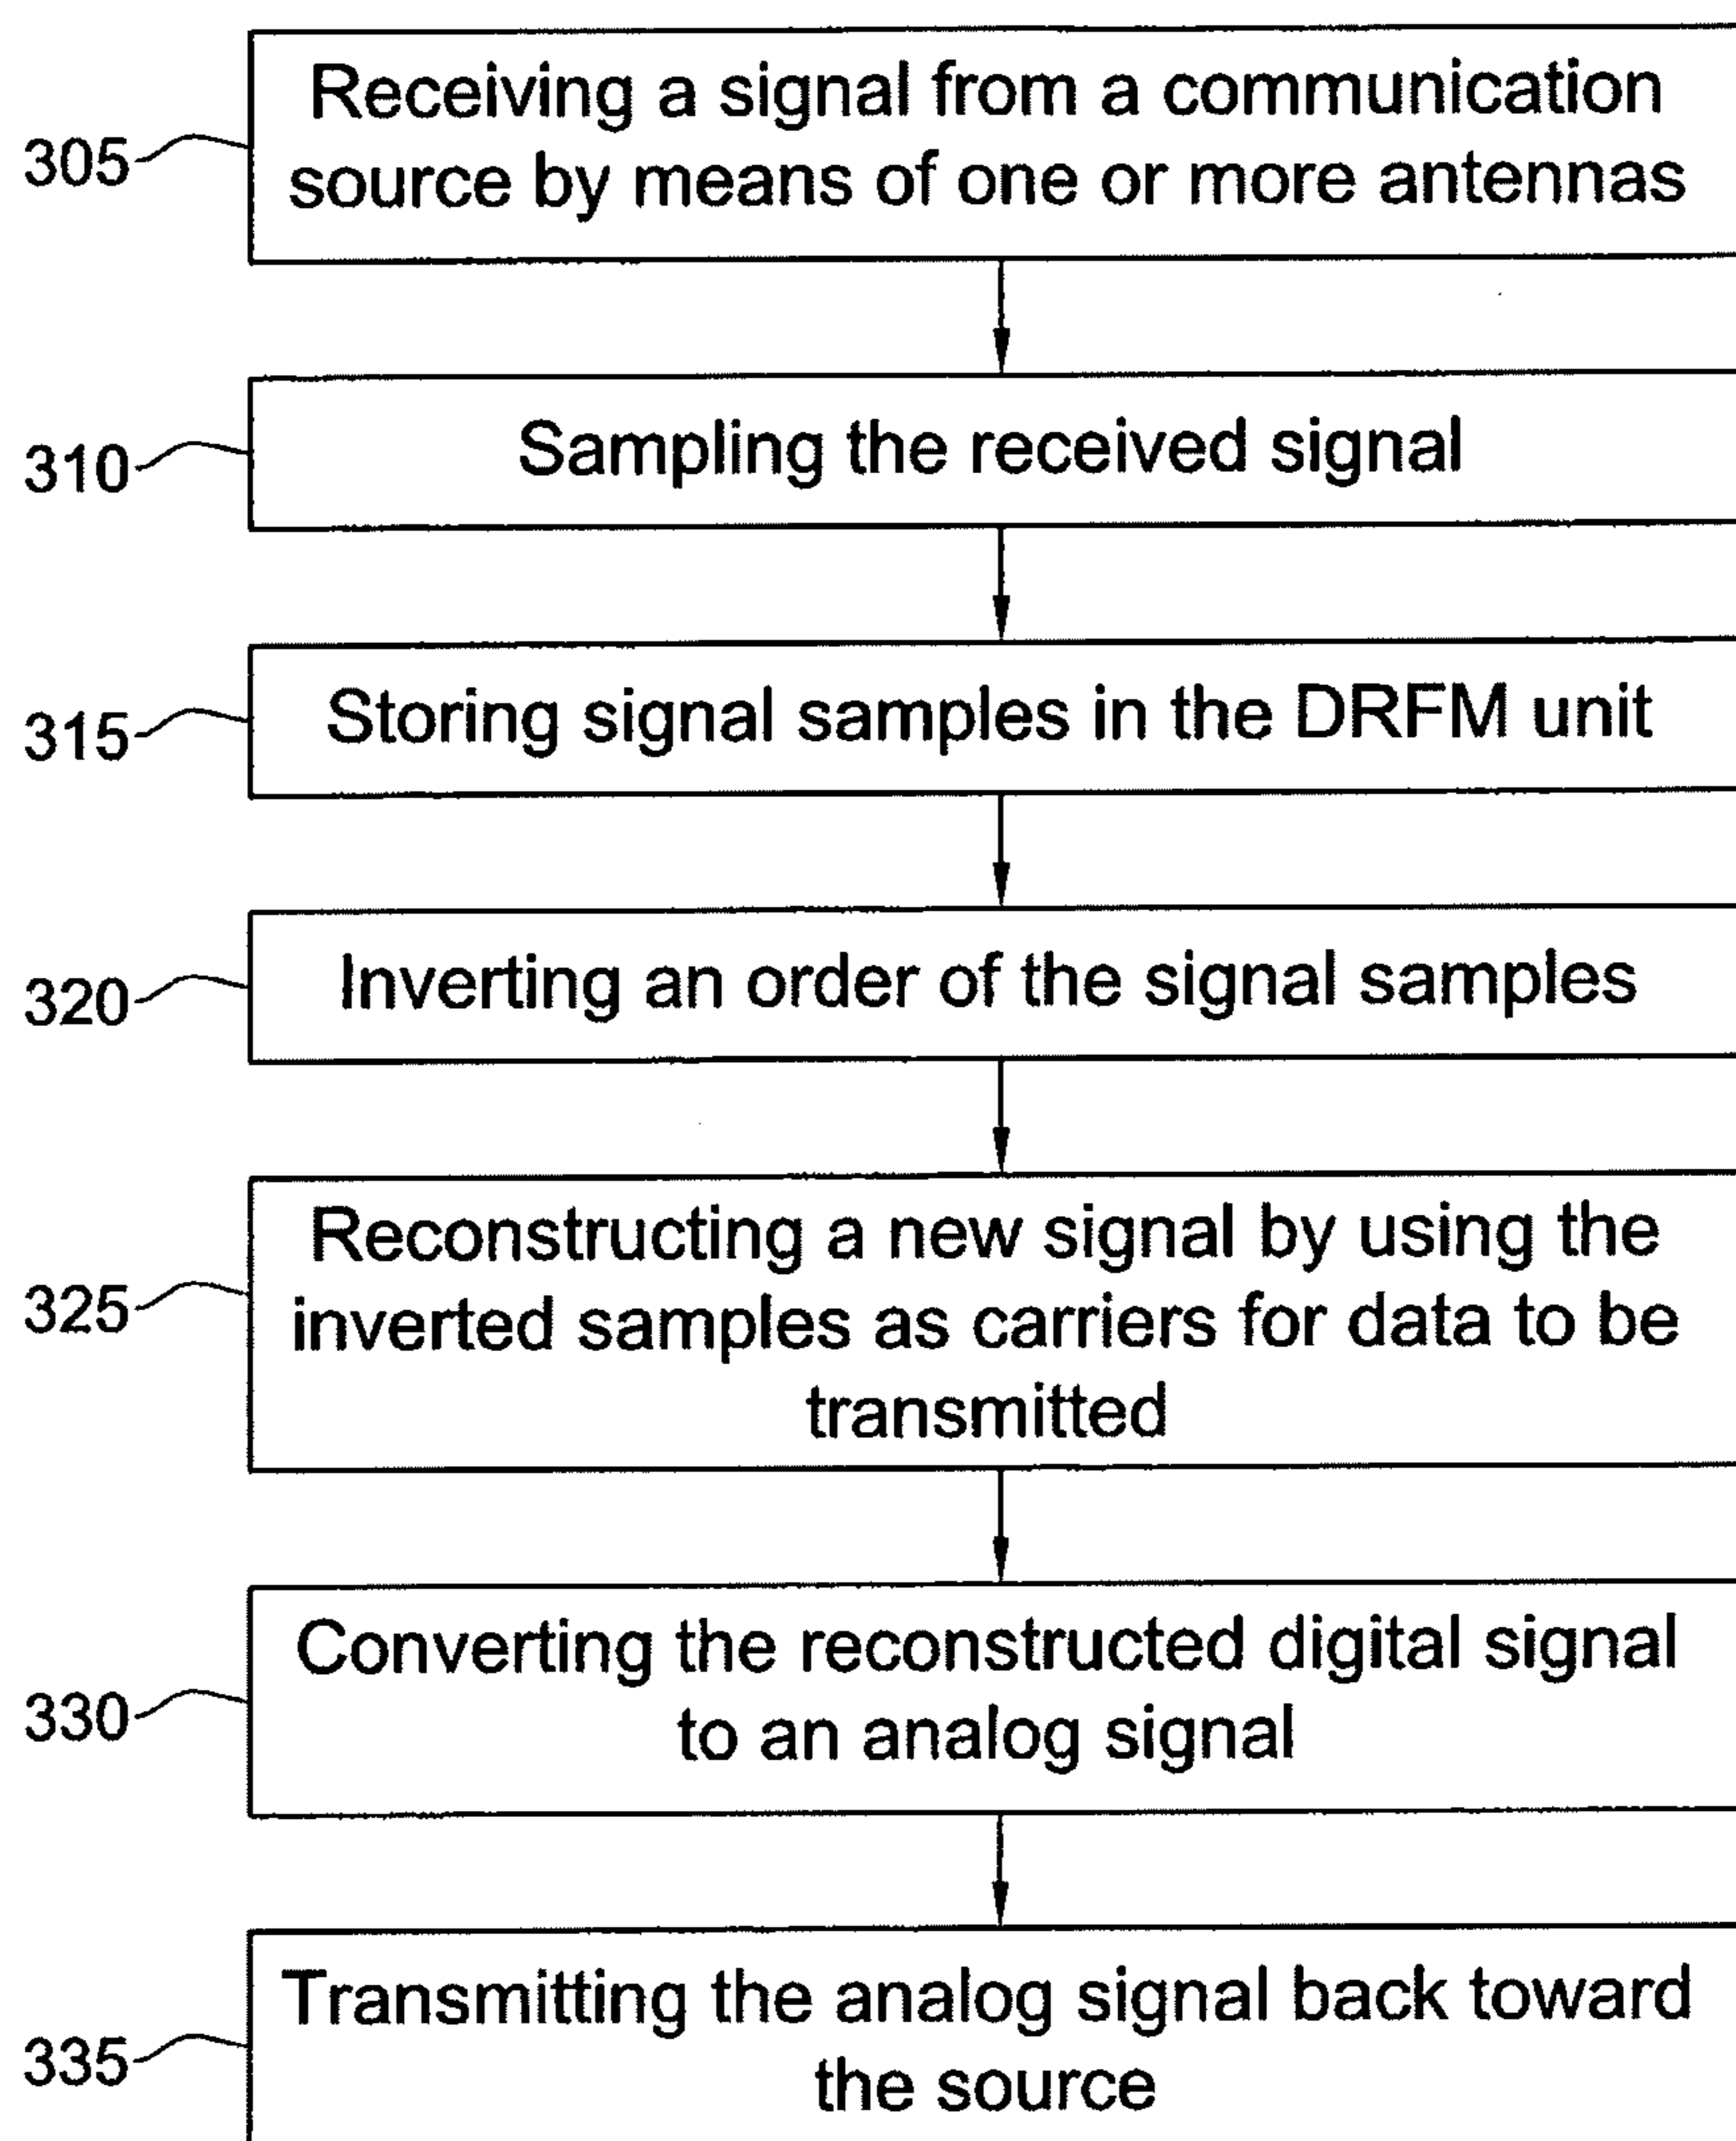 305
Receiving a signal from a communication
source by means of one or more antennas
310
Sampling the received signal
315
Storing signal samples in the DRFM unit
320
Inverting an order of the signal samples
325
Reconstructing a new signal by using the
inverted samples as carriers for data to be
transmitted
330
Converting the reconstructed digital signal
to an analog signal
335
Transmitting the analog signal back toward
the source